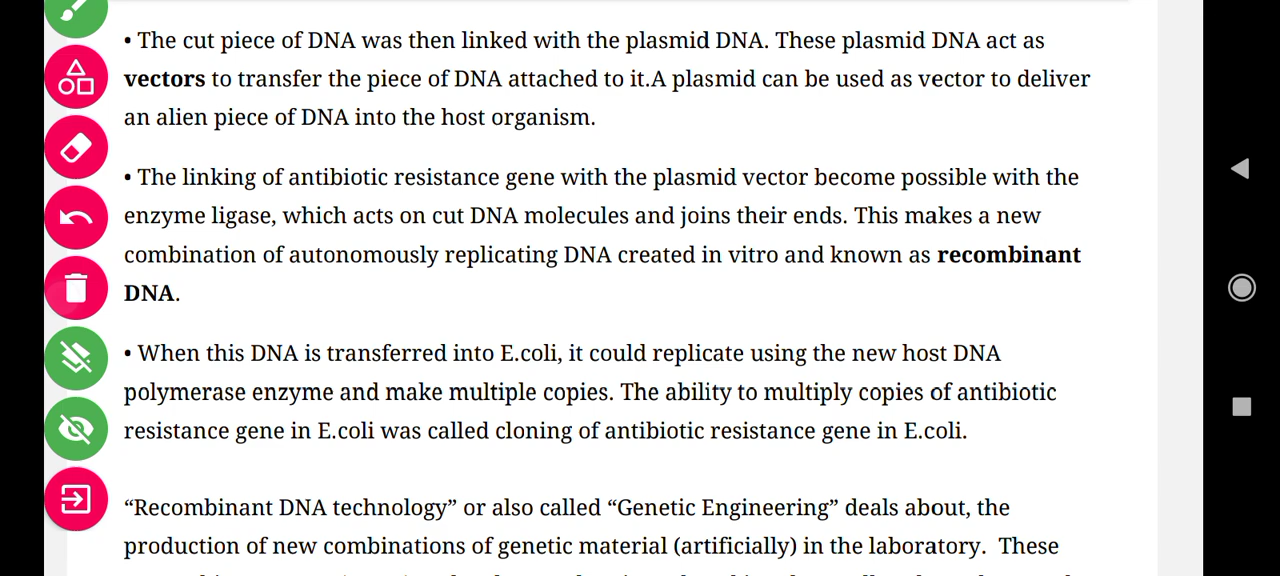 • The cut piece of DNA was then linked with the plasmid DNA. These plasmid DNA act as
vectors to transfer the piece of DNA attached to it.A plasmid can be used as vector to deliver
an alien piece of DNA into the host organism.
• The linking of antibiotic resistance gene with the plasmid vector become possible with the
enzyme ligase, which acts on cut DNA molecules and joins their ends. This makes a new
combination of autonomously replicating DNA created in vitro and known as recombinant
DNA.
• When this DNA is transferred into E.coli, it could replicate using the new host DNA
polymerase enzyme and make multiple copies. The ability to multiply copies of antibiotic
resistance gene in E.coli was called cloning of antibiotic resistance gene in E.coli.
“Recombinant DNA technology” or also called “Genetic Engineering” deals about, the
production of new combinations of genetic material (artificially) in the laboratory.  These